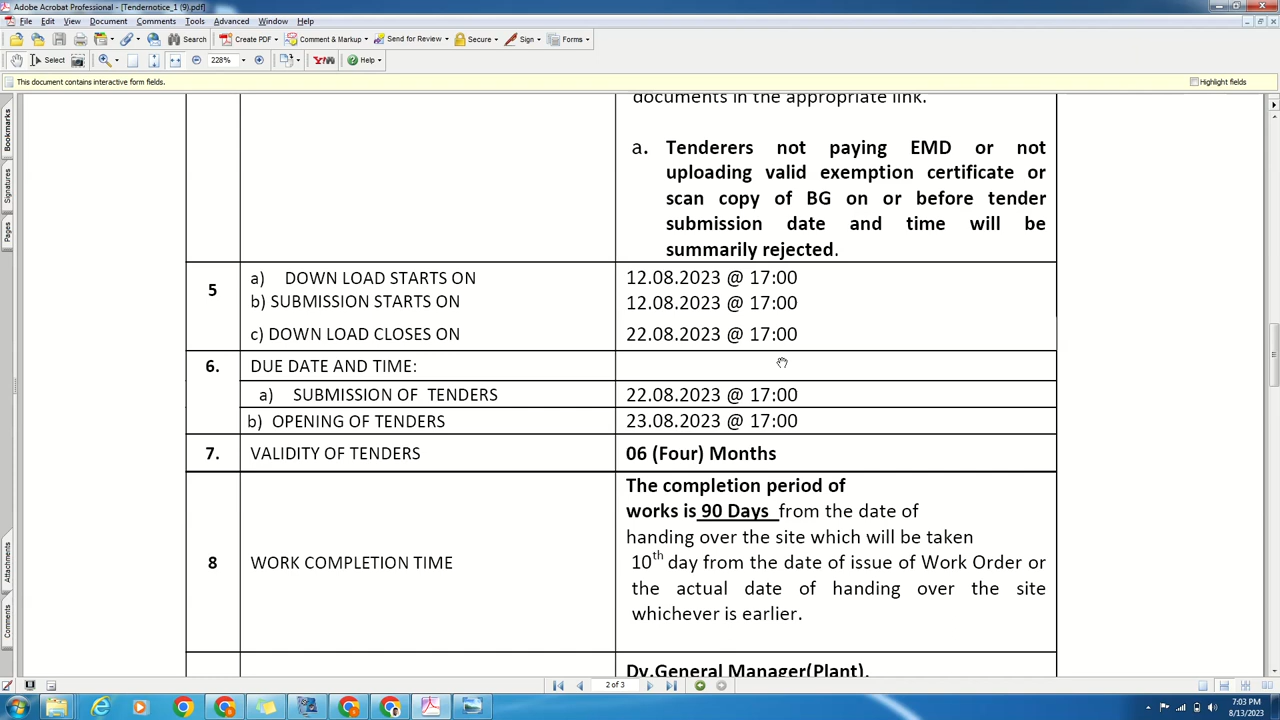 Adobe Acrobat Professional - [Tendernotice_1 (9).pdf]
File Edit View Document Comments Tools Advanced Window Help
Search Create PDF Comment & Markup Send for Review Secure Sign Forms
Select 228% Help
This document contains interactive form fields. Highlight fields
Bookmarks
Signatures
Pages
Attachments
Comments
documents in the appropriate link.
a. Tenderers not paying EMD or not
uploading valid exemption certificate or
scan copy of BG on or before tender
submission date and time will be
summarily rejected.
5 a) DOWN LOAD STARTS ON 12.08.2023 @ 17:00
b) SUBMISSION STARTS ON 12.08.2023 @ 17:00
c) DOWN LOAD CLOSES ON 22.08.2023 @ 17:00
6. DUE DATE AND TIME:
a) SUBMISSION OF TENDERS 22.08.2023 @ 17:00
b) OPENING OF TENDERS 23.08.2023 @ 17:00
7. VALIDITY OF TENDERS 06 (Four) Months
The completion period of
works is 90 Days from the date of
handing over the site which will be taken
8 WORK COMPLETION TIME 10th day from the date of issue of Work Order or
the actual date of handing over the site
whichever is earlier.
Dy.General Manager(Plant),
2 of 3
7:03 PM
8/13/2023